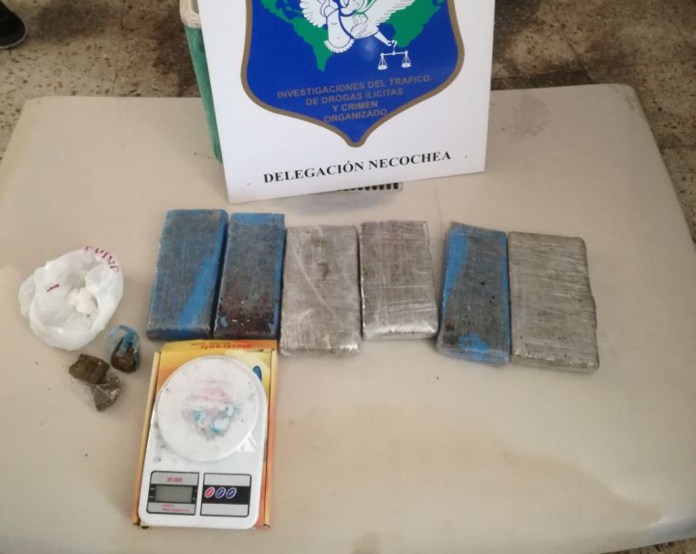 INVESTIGACIONES DEL TRAFICO
DE DROGAS ILICITAS
Y CRIMEN
ORGANIZADO
DELEGACIÓN NECOCHEA